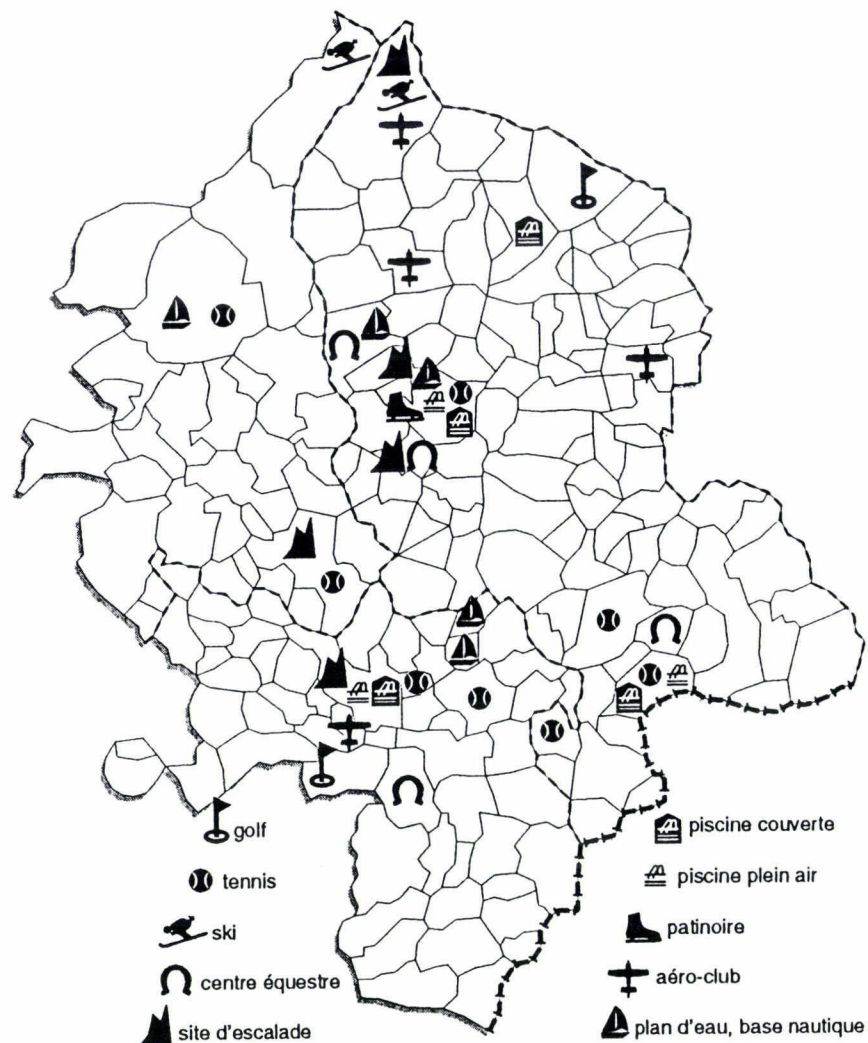 golf
tennis
ski
centre équestre
site d'escalade
piscine couverte
piscine plein air
patinoire
aéro-club
plan d'eau, base nautique